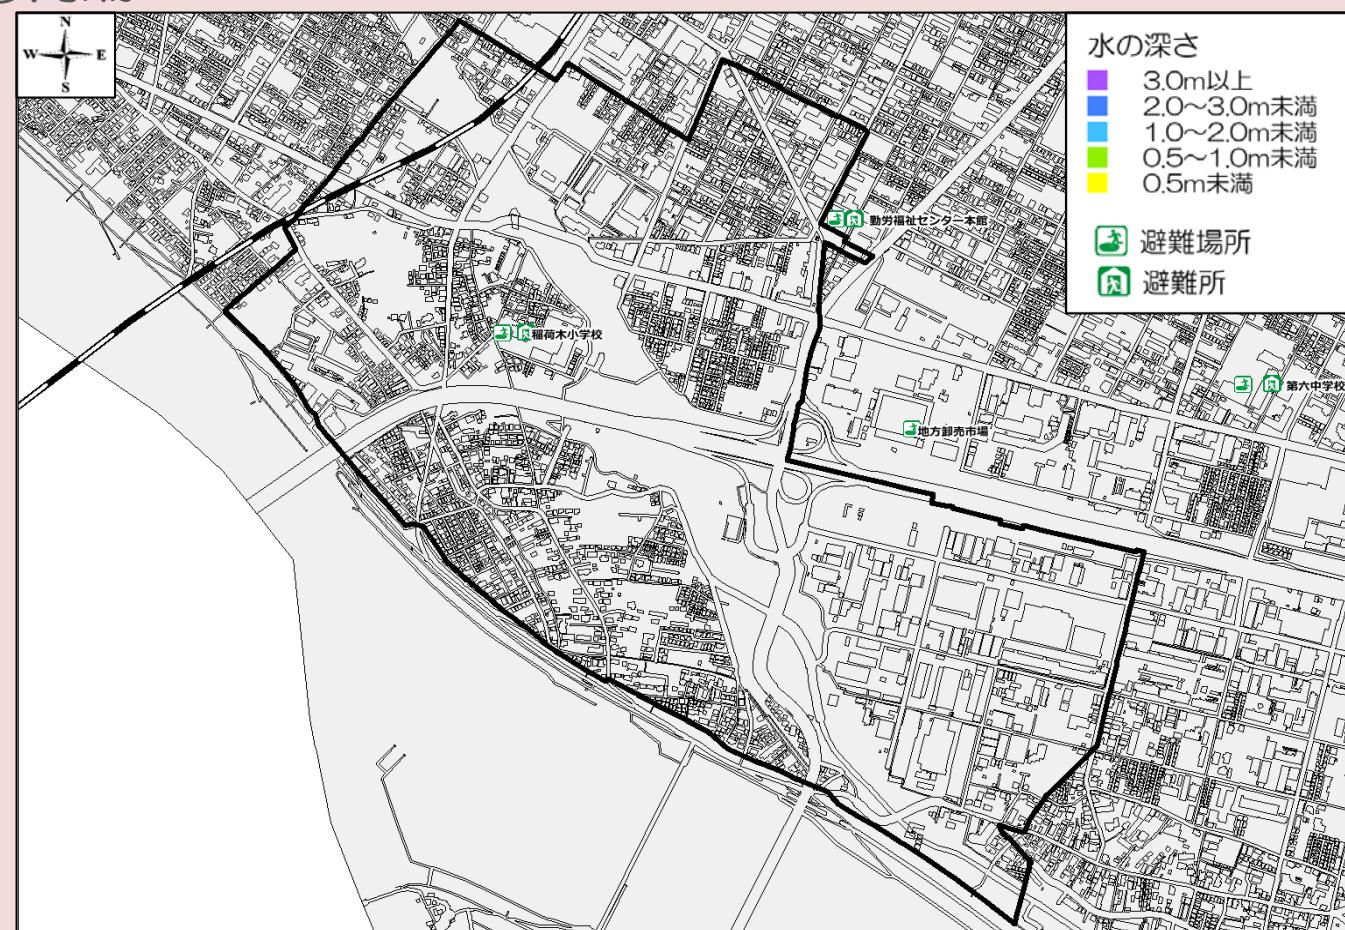 N
W E
S
水の深さ
3.0m以上
2.0～3.0m未満
1.0～2.0m未満
0.5～1.0m未満
0.5m未満
避難場所
避難所
勤労福祉センター本館
稲荷木小学校
第六中学校
地方卸売市場